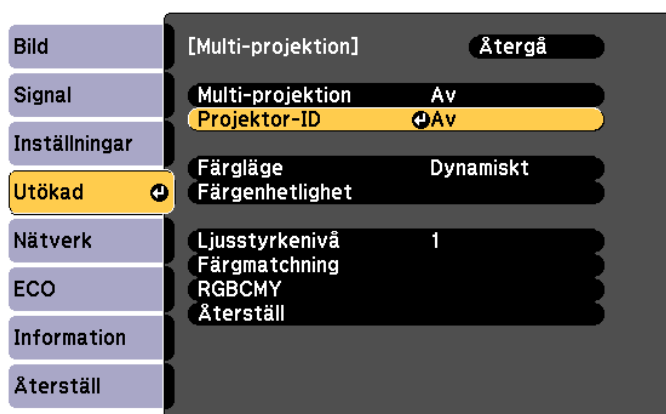 Bild
Signal
Inställningar
Utökad
Nätverk
ECO
Information
Återställ
[Multi-projektion] Återgå
Multi-projektion Av
Projektor-ID Av
Färgläge Dynamiskt
Färgenhetlighet
Ljusstyrkenivå 1
Färgmatchning
RGBCMY
Återställ